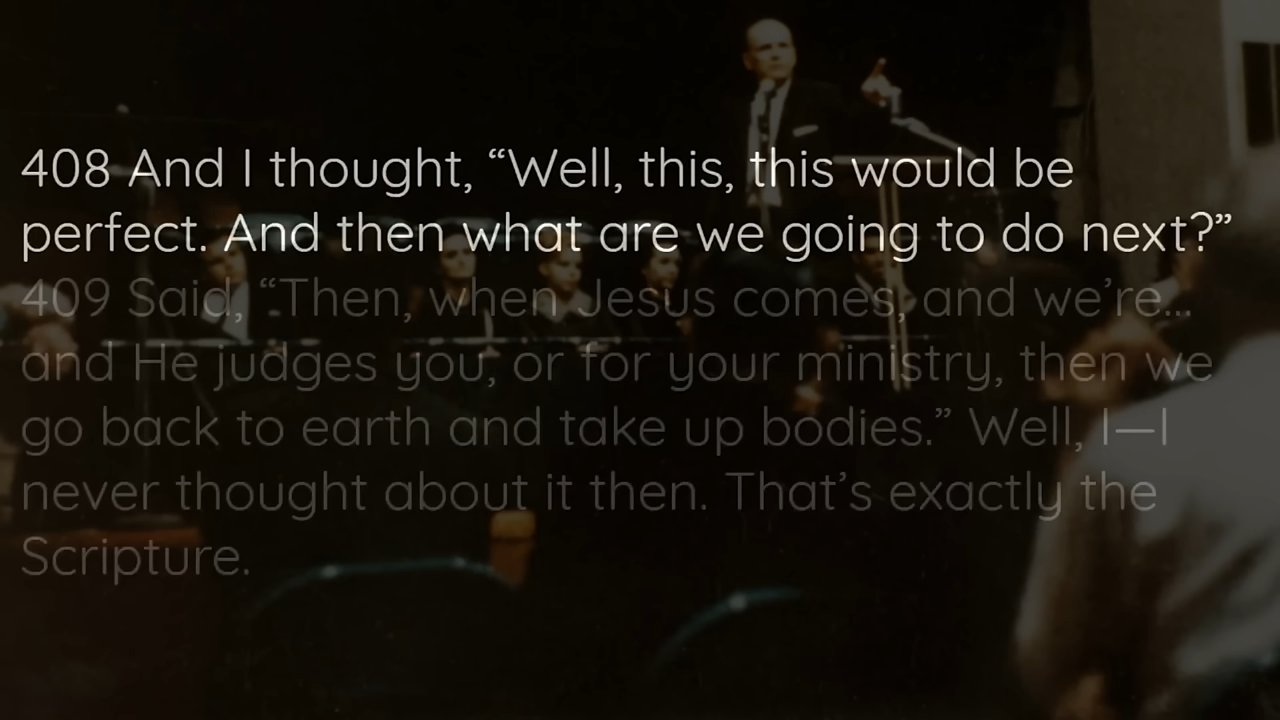 408 And I thought, “Well, this, this would be
perfect. And then what are we going to do next?”
409 Said, “Then, when Jesus comes, and we’re...
and He judges you, or for your ministry, then we
go back to earth and take up bodies.” Well, I—I
never thought about it then. That’s exactly the
Scripture.